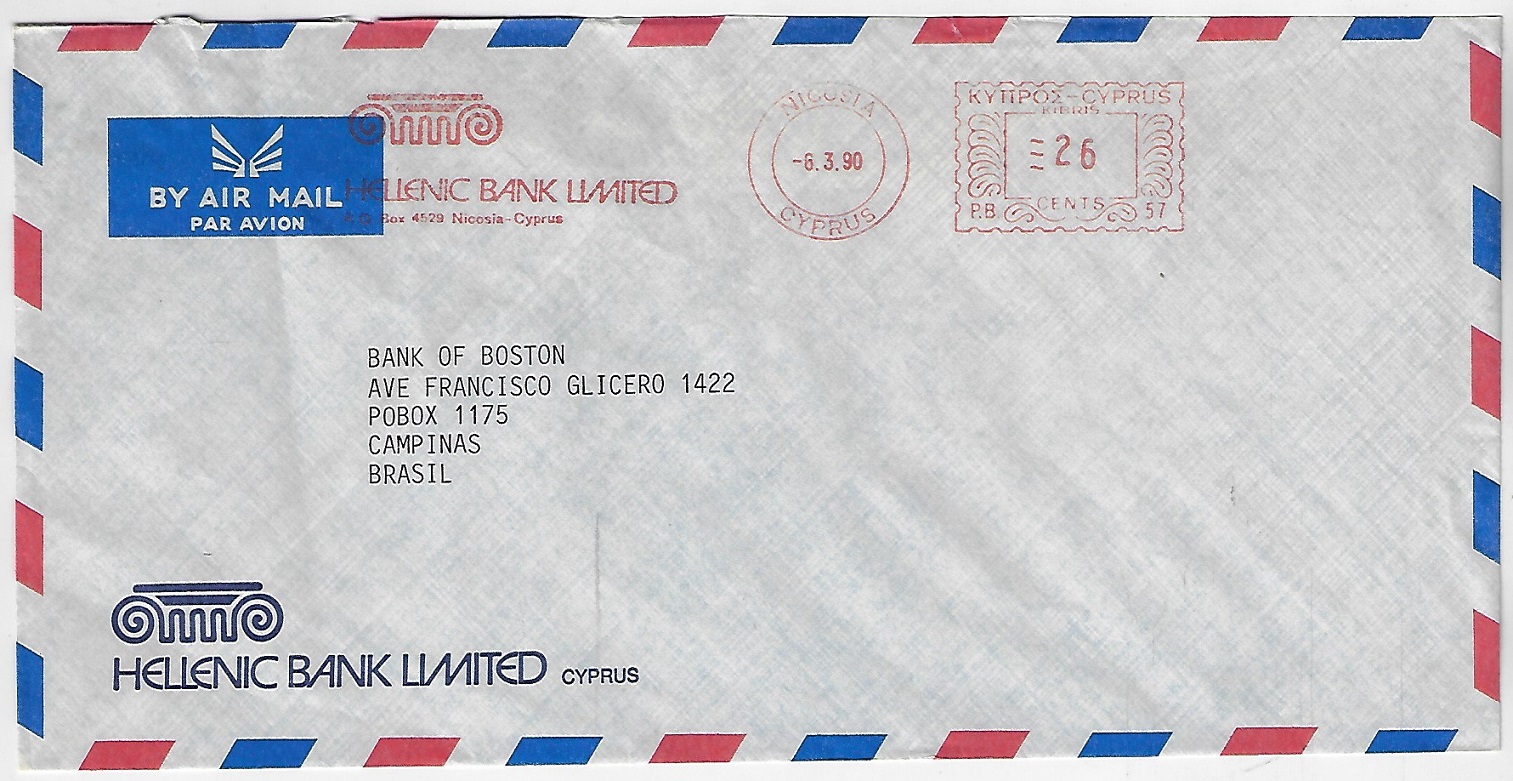 BY AIR MAIL
PAR AVION
HELLENIC BANK LIMITED
P.O. Box 4529 Nicosia-Cyprus
NICOSIA
-6.3.90
CYPRUS
ΚΥΠΡΟΣ-CYPRUS
KIBRIS
26
P.B. CENTS 57
BANK OF BOSTON
AVE FRANCISCO GLICERO 1422
POBOX 1175
CAMPINAS
BRASIL
HELLENIC BANK LIMITED CYPRUS